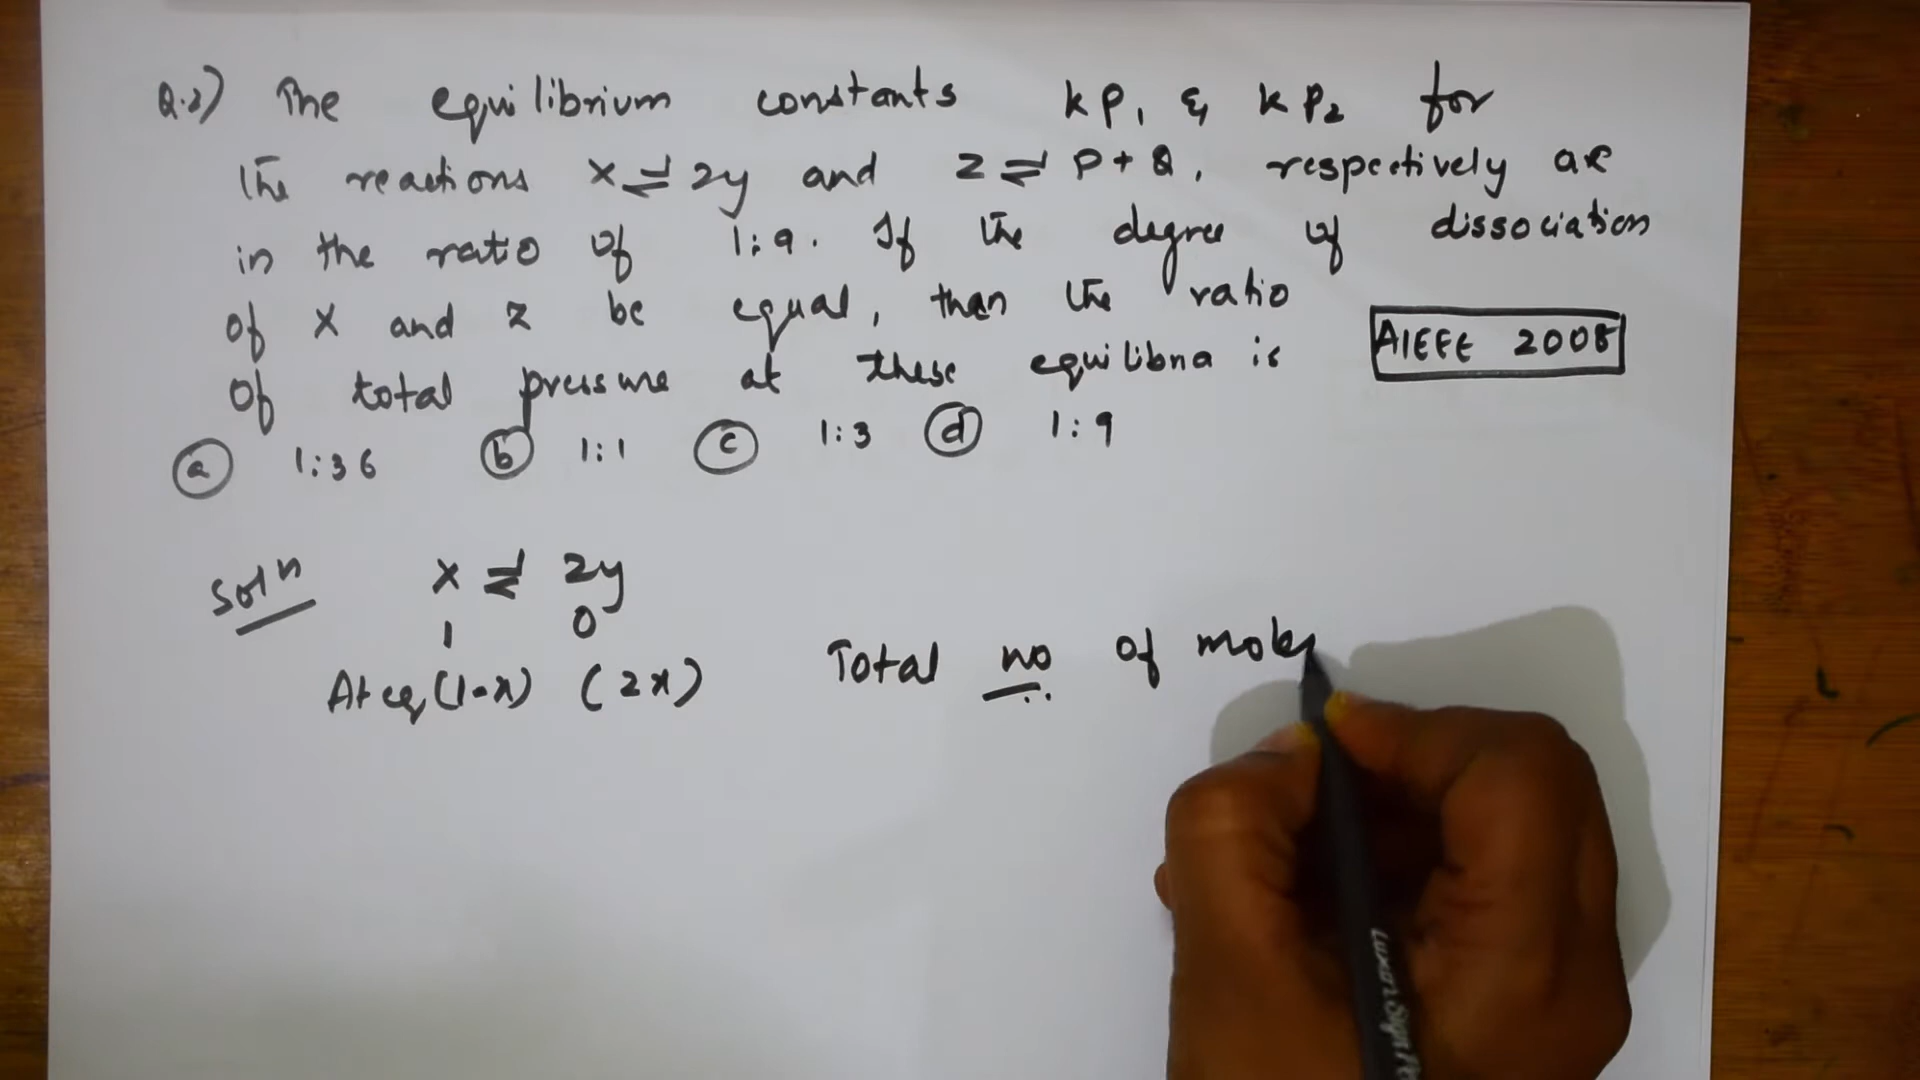 Q.2) The equilibrium constants kp₁ & kp₂ for
the reactions x ⇌ 2y and z ⇌ P + Q, respectively are
in the ratio of 1:9. If the degree of dissociation
of X and z be equal, then the ratio
of total pressure at these equilibria is
AIEEE 2008
ⓐ 1:36 ⓑ 1:1 ⓒ 1:3 ⓓ 1:9
Solⁿ x ⇌ 2y
1 0
At eq (1-x) (2x) Total no of moles